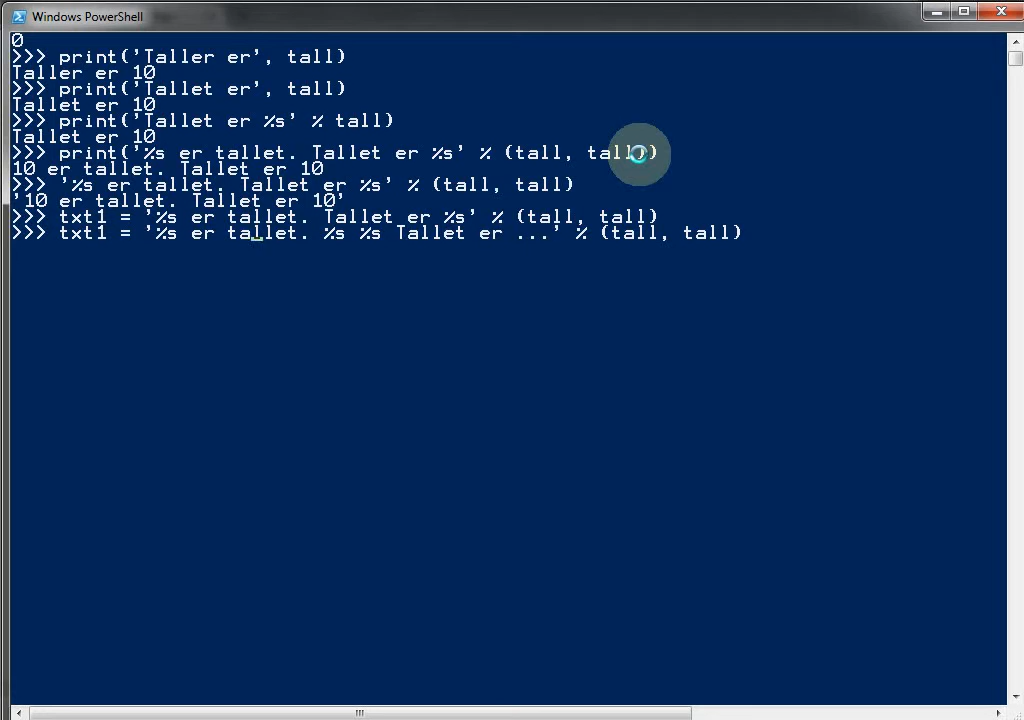 Windows PowerShell
0
>>> print('Taller er', tall)
Taller er 10
>>> print('Tallet er', tall)
Tallet er 10
>>> print('Tallet er %s' % tall)
Tallet er 10
>>> print('%s er tallet. Tallet er %s' % (tall, tall))
10 er tallet. Tallet er 10
>>> '%s er tallet. Tallet er %s' % (tall, tall)
'10 er tallet. Tallet er 10'
>>> txt1 = '%s er tallet. Tallet er %s' % (tall, tall)
>>> txt1 = '%s er tallet. %s %s Tallet er ...' % (tall, tall)